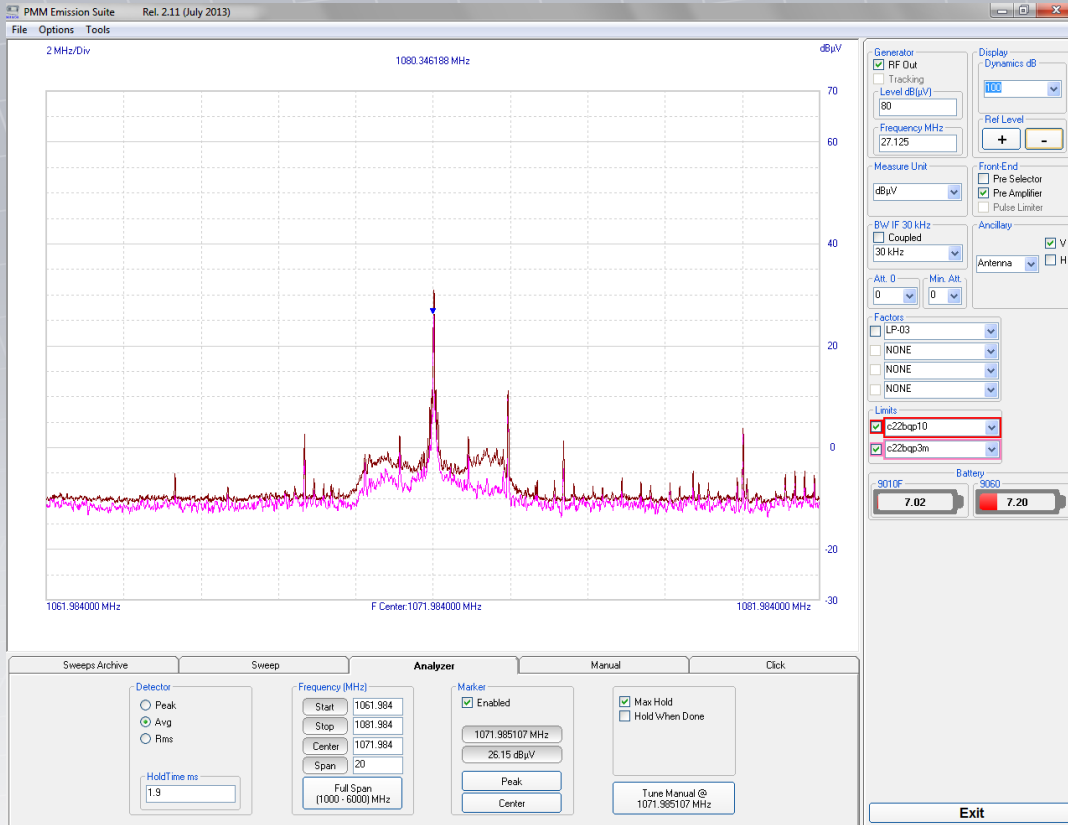 PMM Emission Suite Rel. 2.11 (July 2013)
File Options Tools
2 MHz/Div
1080.346188 MHz
dBµV
70
60
40
20
0
-20
-30
1061.984000 MHz
F Center:1071.984000 MHz
1081.984000 MHz
Generator
RF Out
Tracking
Level dB(µV)
80
Frequency MHz
27.125
Display
Dynamics dB
100
Ref Level
+ -
Measure Unit
dBµV
Front-End
Pre Selector
Pre Amplifier
Pulse Limiter
BW IF 30 kHz
Coupled
30 kHz
Ancillary
V
Antenna
H
Att. 0
0
Min. Att.
0
Factors
LP-03
NONE
NONE
NONE
Limits
c22bqp10
c22bqp3m
Battery
9010F
7.02
9060
7.20
Sweeps Archive Sweep Analyzer Manual Click
Detector
Peak
Avg
Rms
HoldTime ms
1.9
Frequency (MHz)
Start 1061.984
Stop 1081.984
Center 1071.984
Span 20
Full Span
(1000 - 6000) MHz
Marker
Enabled
1071.985107 MHz
26.15 dBµV
Peak
Center
Max Hold
Hold When Done
Tune Manual @
1071.985107 MHz
Exit